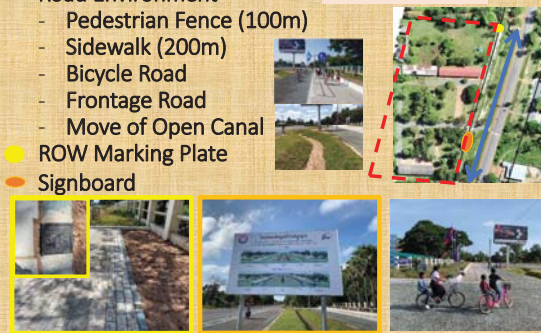 Road Environment
- Pedestrian Fence (100m)
- Sidewalk (200m)
- Bicycle Road
- Frontage Road
- Move of Open Canal
ROW Marking Plate
Signboard